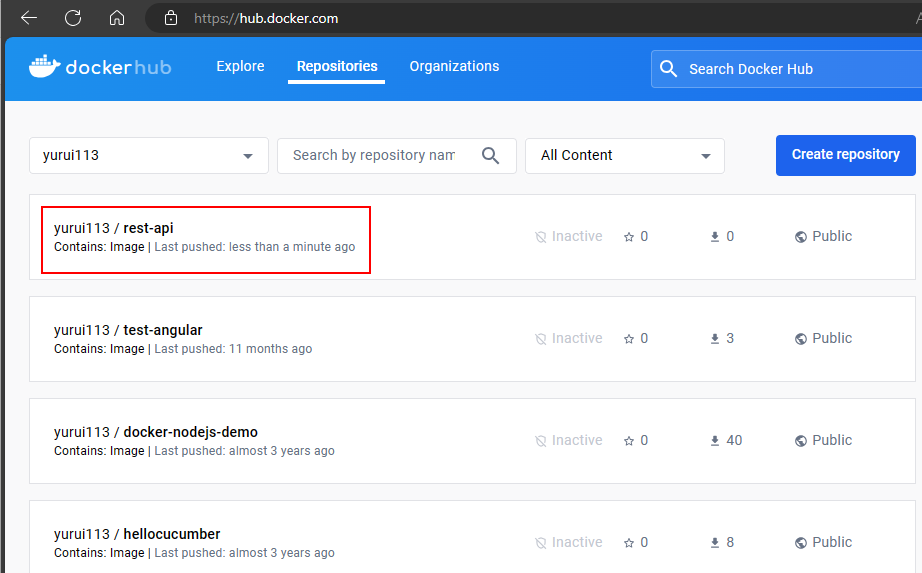 https://hub.docker.com
dockerhub Explore Repositories Organizations Search Docker Hub
yurui113 Search by repository nam All Content Create repository
yurui113 / rest-api
Contains: Image | Last pushed: less than a minute ago
Inactive 0 0 Public
yurui113 / test-angular
Contains: Image | Last pushed: 11 months ago
Inactive 0 3 Public
yurui113 / docker-nodejs-demo
Contains: Image | Last pushed: almost 3 years ago
Inactive 0 40 Public
yurui113 / hellocucumber
Contains: Image | Last pushed: almost 3 years ago
Inactive 0 8 Public